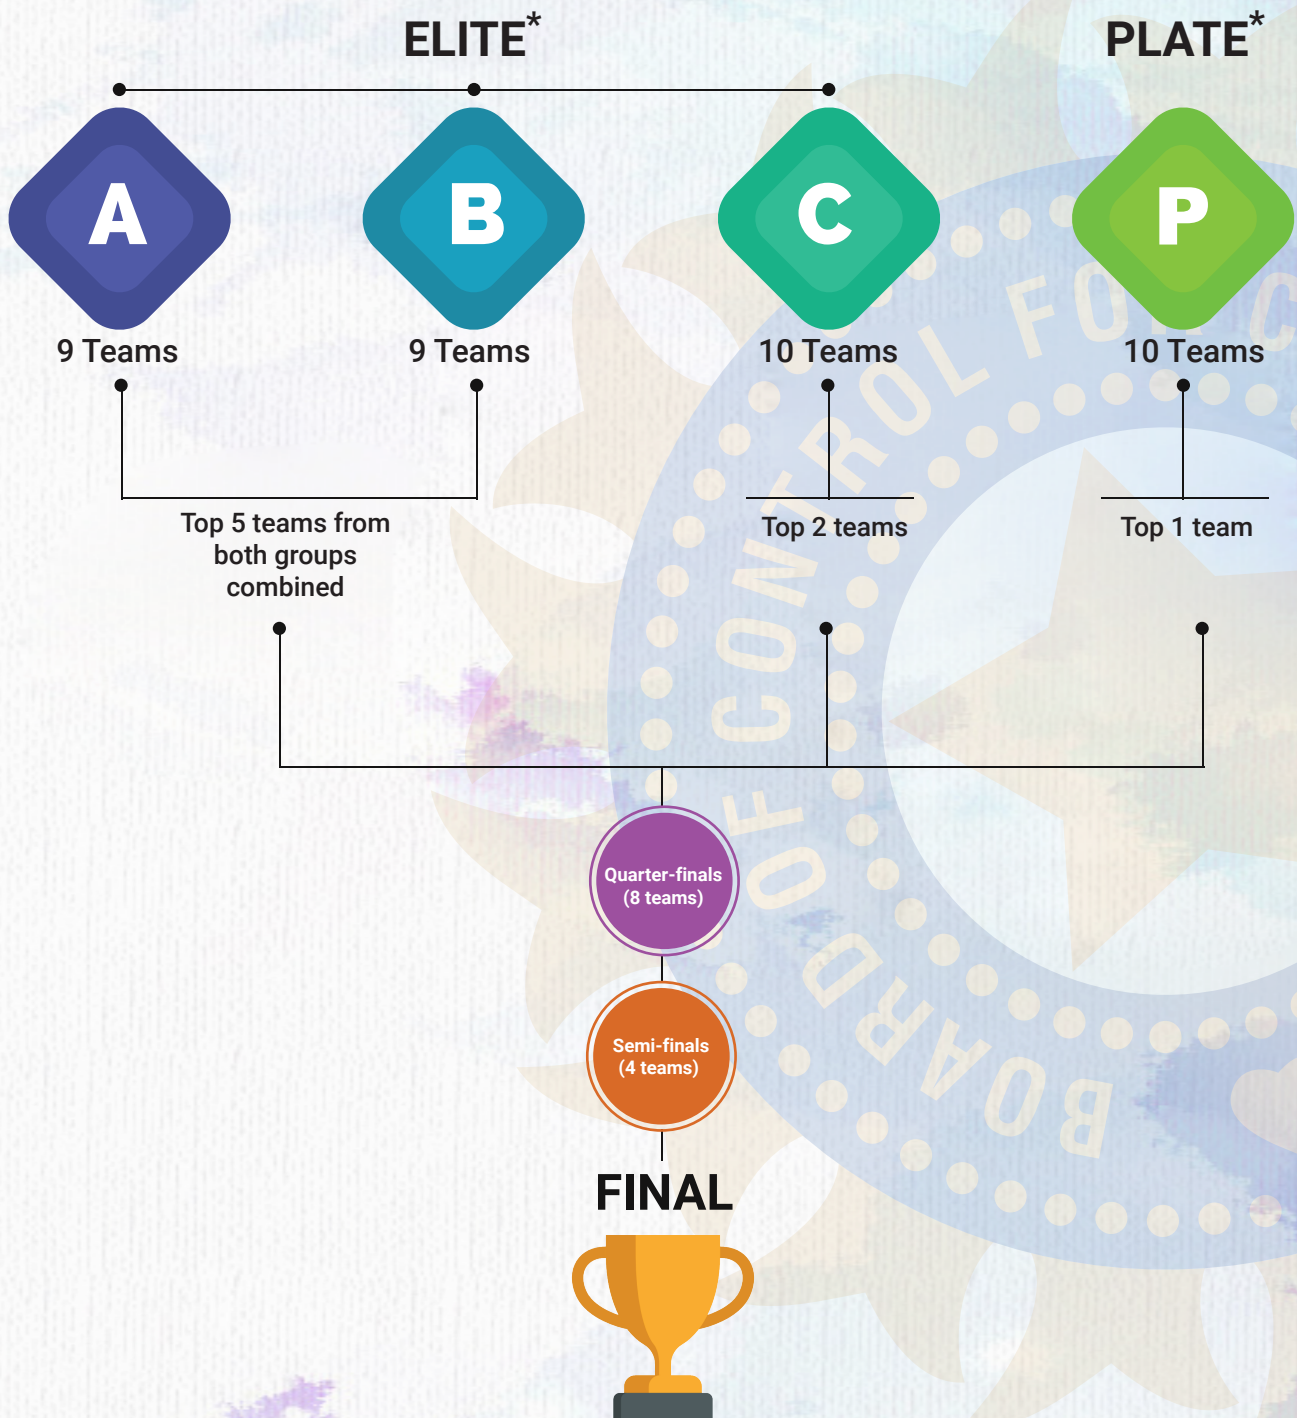 ELITE*
PLATE*
A
B
C
P
9 Teams
9 Teams
10 Teams
10 Teams
Top 5 teams from
both groups
combined
Top 2 teams
Top 1 team
Quarter-finals
(8 teams)
Semi-finals
(4 teams)
FINAL
BOARD OF CONTROL FOR C